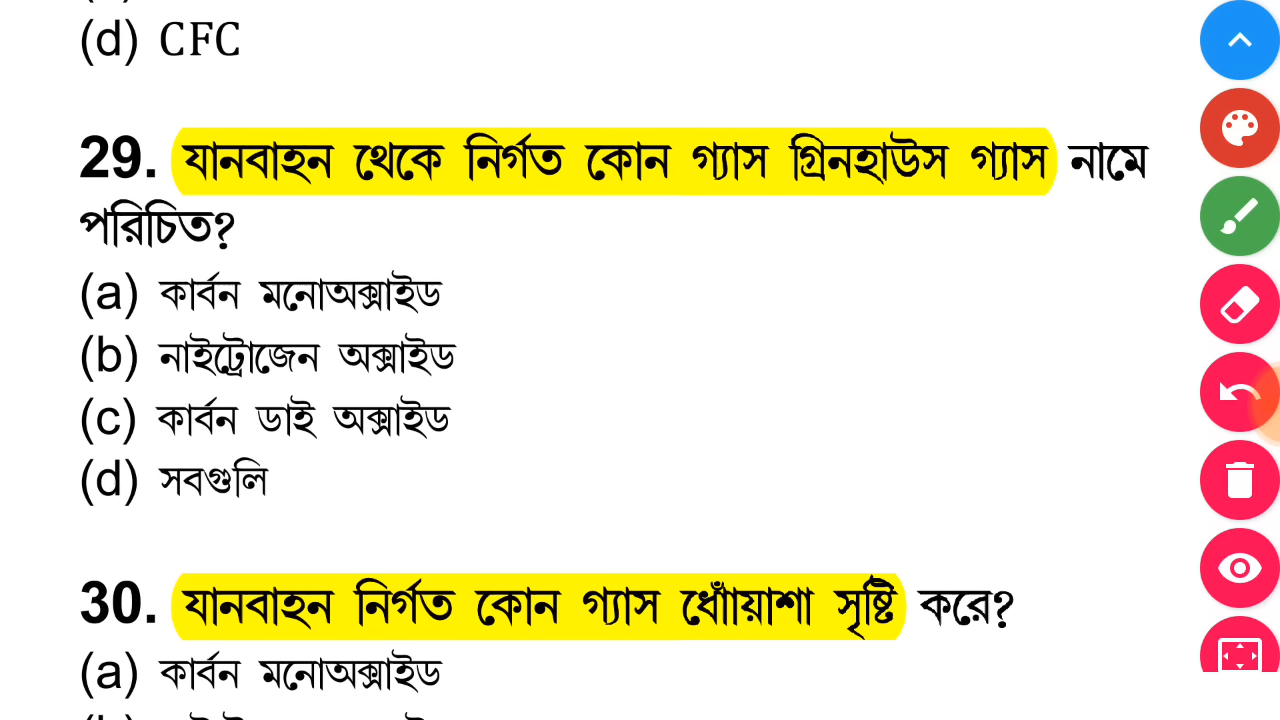 (d) CFC
29. যানবাহন থেকে নির্গত কোন গ্যাস গ্রিনহাউস গ্যাস নামে
পরিচিত?
(a) কার্বন মনোঅক্সাইড
(b) নাইট্রোজেন অক্সাইড
(c) কার্বন ডাই অক্সাইড
(d) সবগুলি
30. যানবাহন নির্গত কোন গ্যাস ধোঁায়াশা সৃষ্টি করে?
(a) কার্বন মনোঅক্সাইড